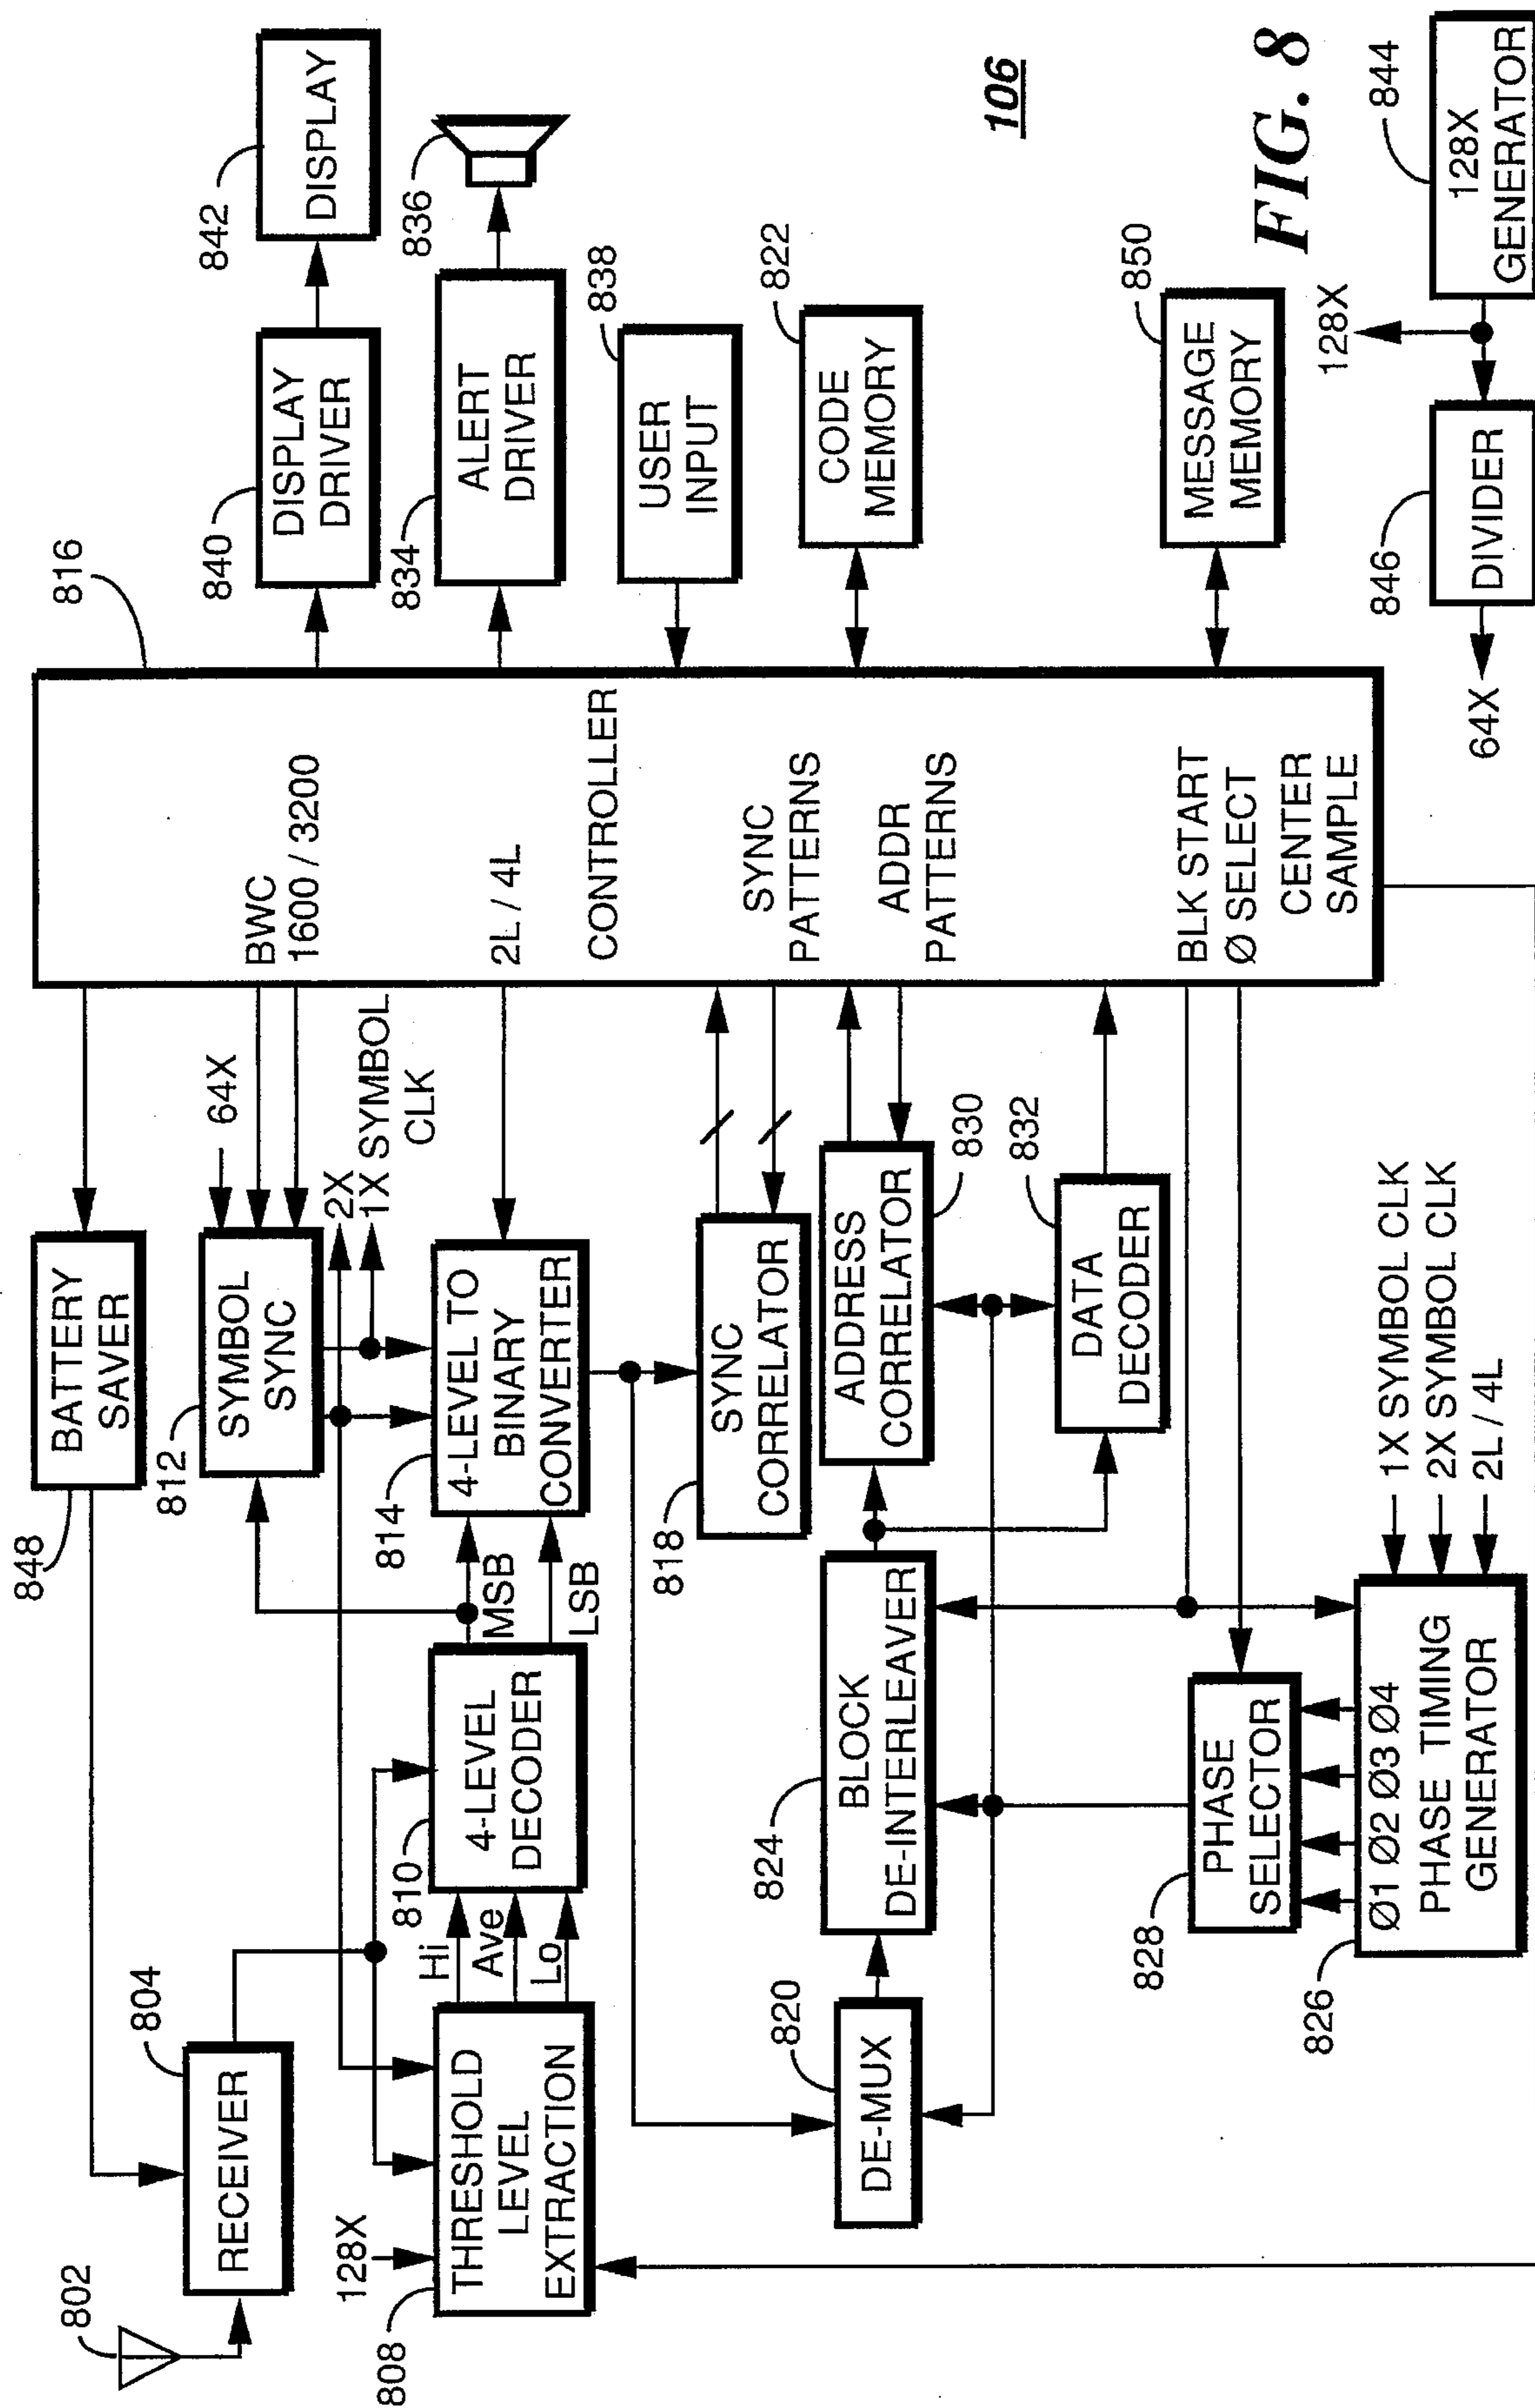 802
804
RECEIVER
848
BATTERY
SAVER
816
840
DISPLAY
DRIVER
842
DISPLAY
812
SYMBOL
SYNC
64X
BWC
1600 / 3200
2X
1X SYMBOL
CLK
834
ALERT
DRIVER
836
128X
808
THRESHOLD
LEVEL
EXTRACTION
Hi
Ave
Lo
810
4-LEVEL
DECODER
MSB
LSB
814
4-LEVEL TO
BINARY
CONVERTER
2L / 4L
CONTROLLER
838
USER
INPUT
818
SYNC
CORRELATOR
SYNC
PATTERNS
822
CODE
MEMORY
820
DE-MUX
824
BLOCK
DE-INTERLEAVER
ADDRESS
CORRELATOR
830
ADDR
PATTERNS
832
DATA
DECODER
106
828
PHASE
SELECTOR
BLK START
Ø SELECT
850
MESSAGE
MEMORY
CENTER
SAMPLE
FIG. 8
826
Ø1 Ø2 Ø3 Ø4
PHASE TIMING
GENERATOR
1X SYMBOL CLK
2X SYMBOL CLK
2L / 4L
64X
846
DIVIDER
128X
844
128X
GENERATOR